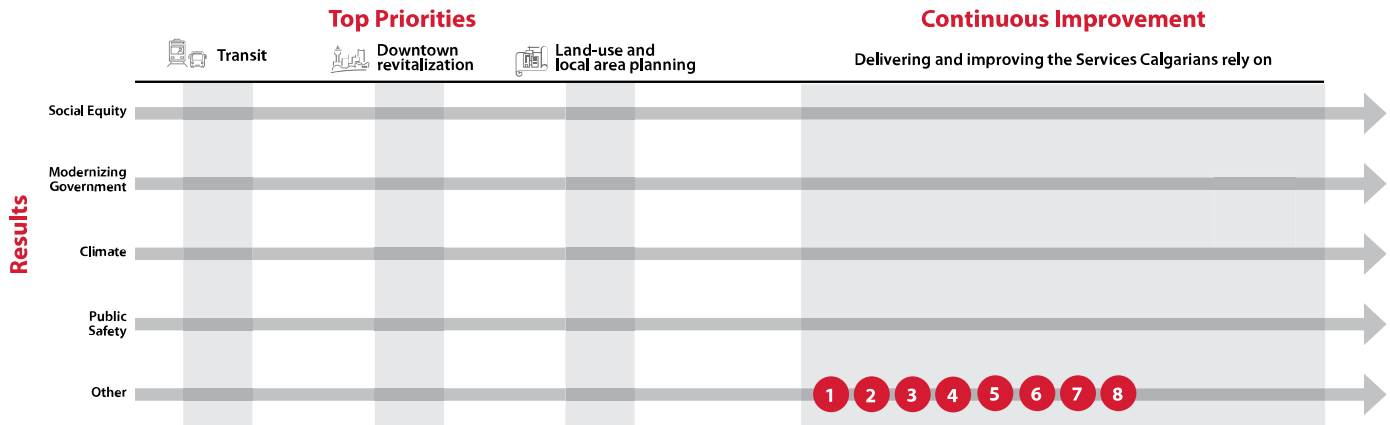 Top Priorities
Continuous Improvement
Transit
Downtown
revitalization
Land-use and
local area planning
Delivering and improving the Services Calgarians rely on
Results
Social Equity
Modernizing
Government
Climate
Public
Safety
Other
1 2 3 4 5 6 7 8